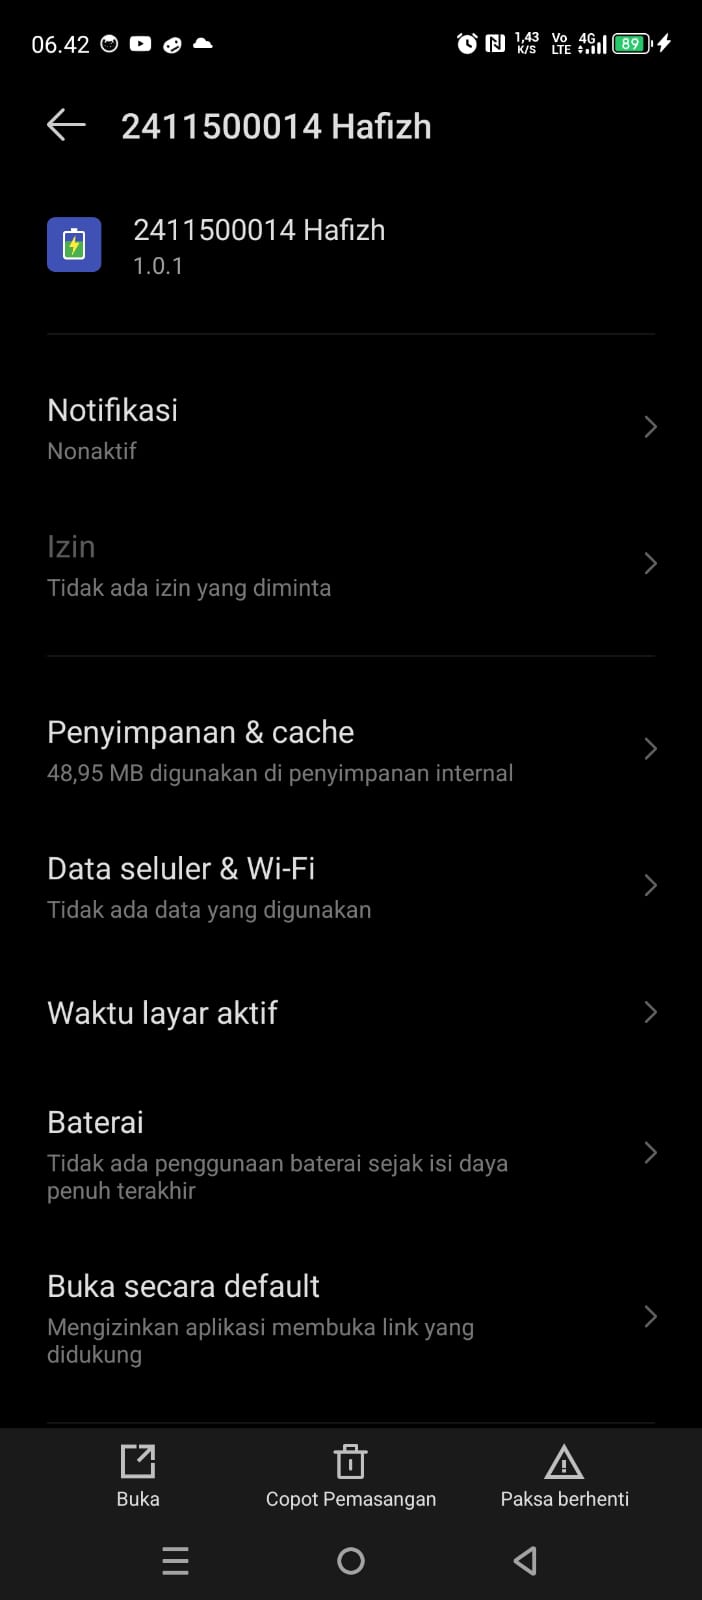 06.42
1,43
K/S
Vo
LTE
4G
89
2411500014 Hafizh
2411500014 Hafizh
1.0.1
Notifikasi
Nonaktif
Izin
Tidak ada izin yang diminta
Penyimpanan & cache
48,95 MB digunakan di penyimpanan internal
Data seluler & Wi-Fi
Tidak ada data yang digunakan
Waktu layar aktif
Baterai
Tidak ada penggunaan baterai sejak isi daya
penuh terakhir
Buka secara default
Mengizinkan aplikasi membuka link yang
didukung
Buka
Copot Pemasangan
Paksa berhenti